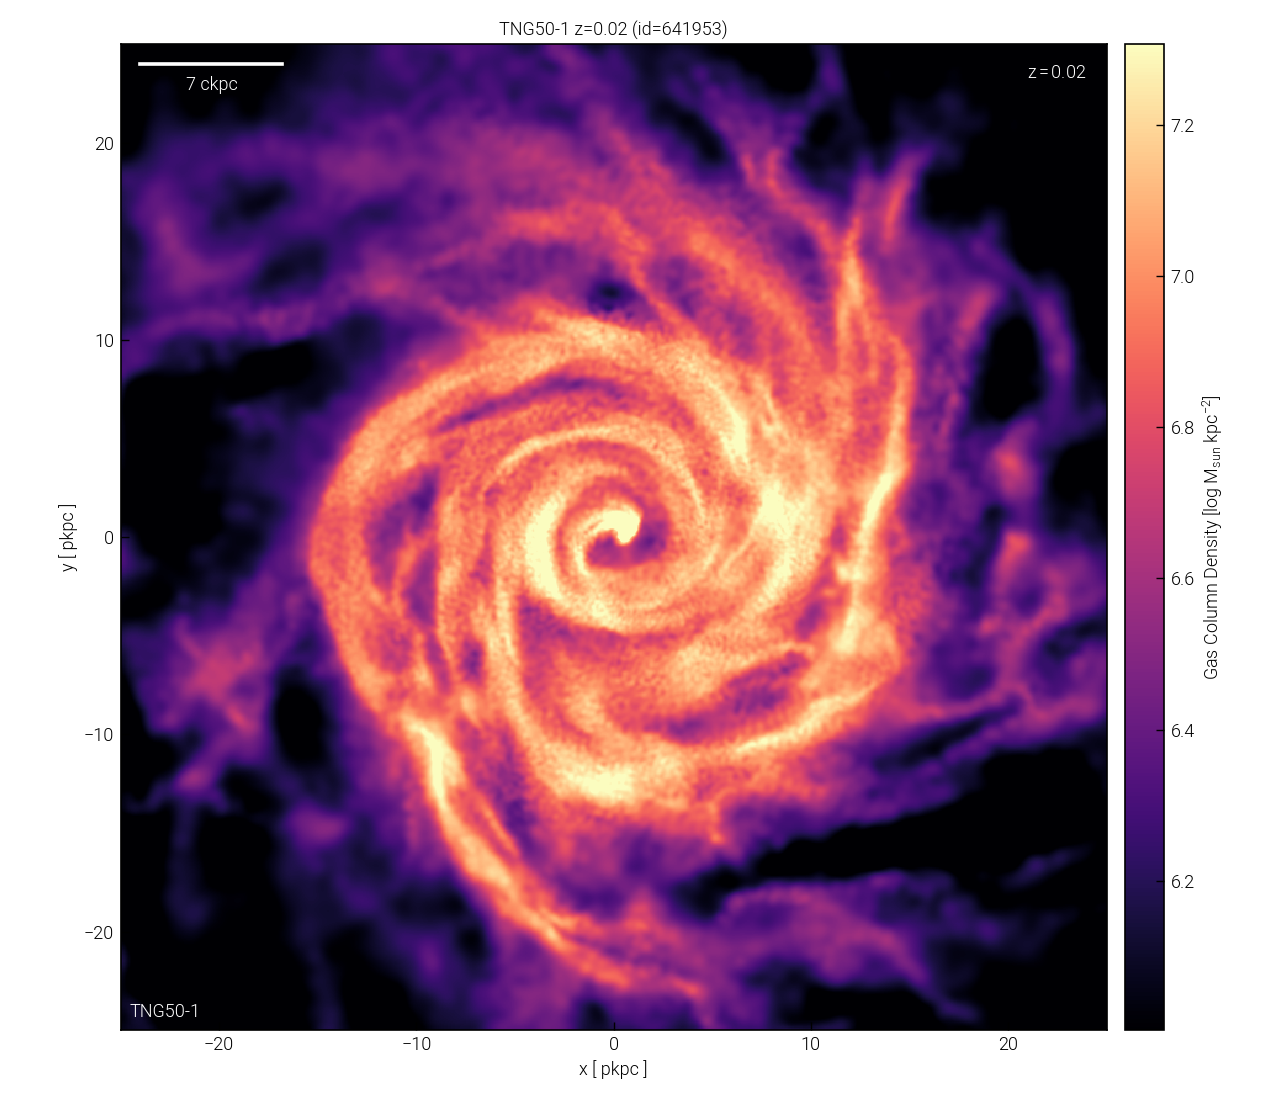 TNG50-1 z=0.02 (id=641953)
7 ckpc
z=0.02
20
10
0
−10
−20
y [ pkpc ]
TNG50-1
−20
−10
0
10
20
x [ pkpc ]
7.2
7.0
6.8
6.6
6.4
6.2
Gas Column Density [log M_sun kpc^−2]